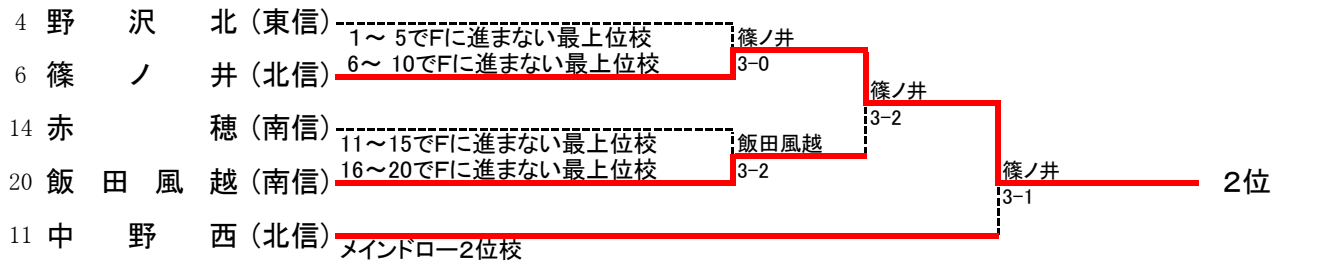 4 野沢北(東信)
1～ 5でFに進まない最上位校
篠ノ井
6 篠ノ井(北信)
6～ 10でFに進まない最上位校
3-0
篠ノ井
3-2
14 赤穂(南信)
11～15でFに進まない最上位校
飯田風越
20 飯田風越(南信)
16～20でFに進まない最上位校
3-2
篠ノ井
3-1
2位
11 中野西(北信)
メインドロー2位校